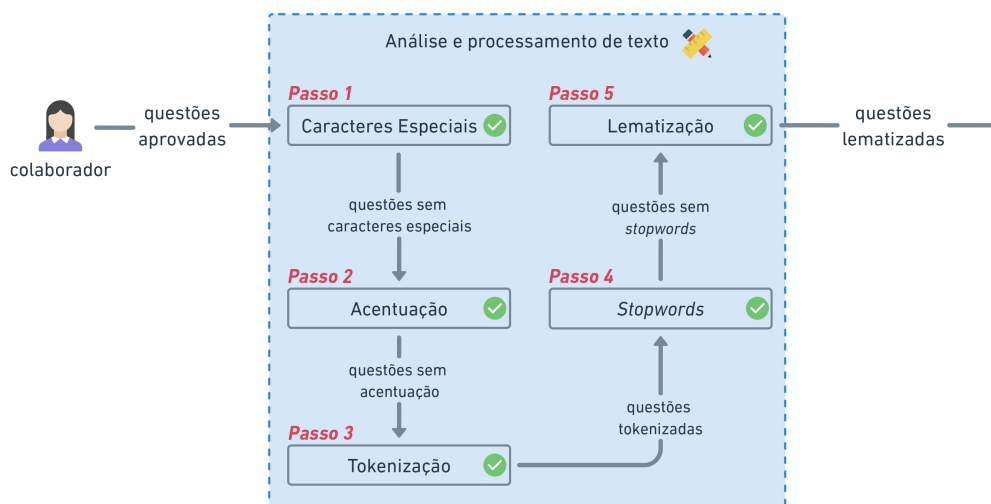 Análise e processamento de texto
colaborador
questões
aprovadas
Passo 1
Caracteres Especiais
questões sem
caracteres especiais
Passo 2
Acentuação
questões sem
acentuação
Passo 3
Tokenização
questões
tokenizadas
Passo 4
Stopwords
questões sem
stopwords
Passo 5
Lematização
questões
lematizadas